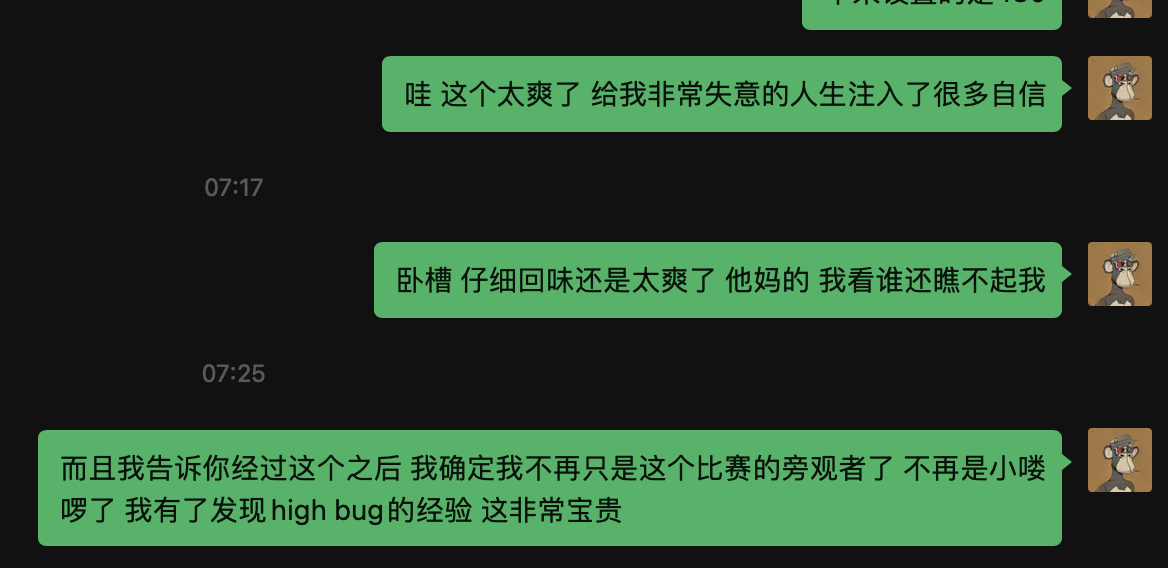 哇 这个太爽了 给我非常失意的人生注入了很多自信
07:17
卧槽 仔细回味还是太爽了 他妈的 我看谁还瞧不起我
07:25
而且我告诉你经过这个之后 我确定我不再只是这个比赛的旁观者了 不再是小喽
啰了 我有了发现high bug的经验 这非常宝贵